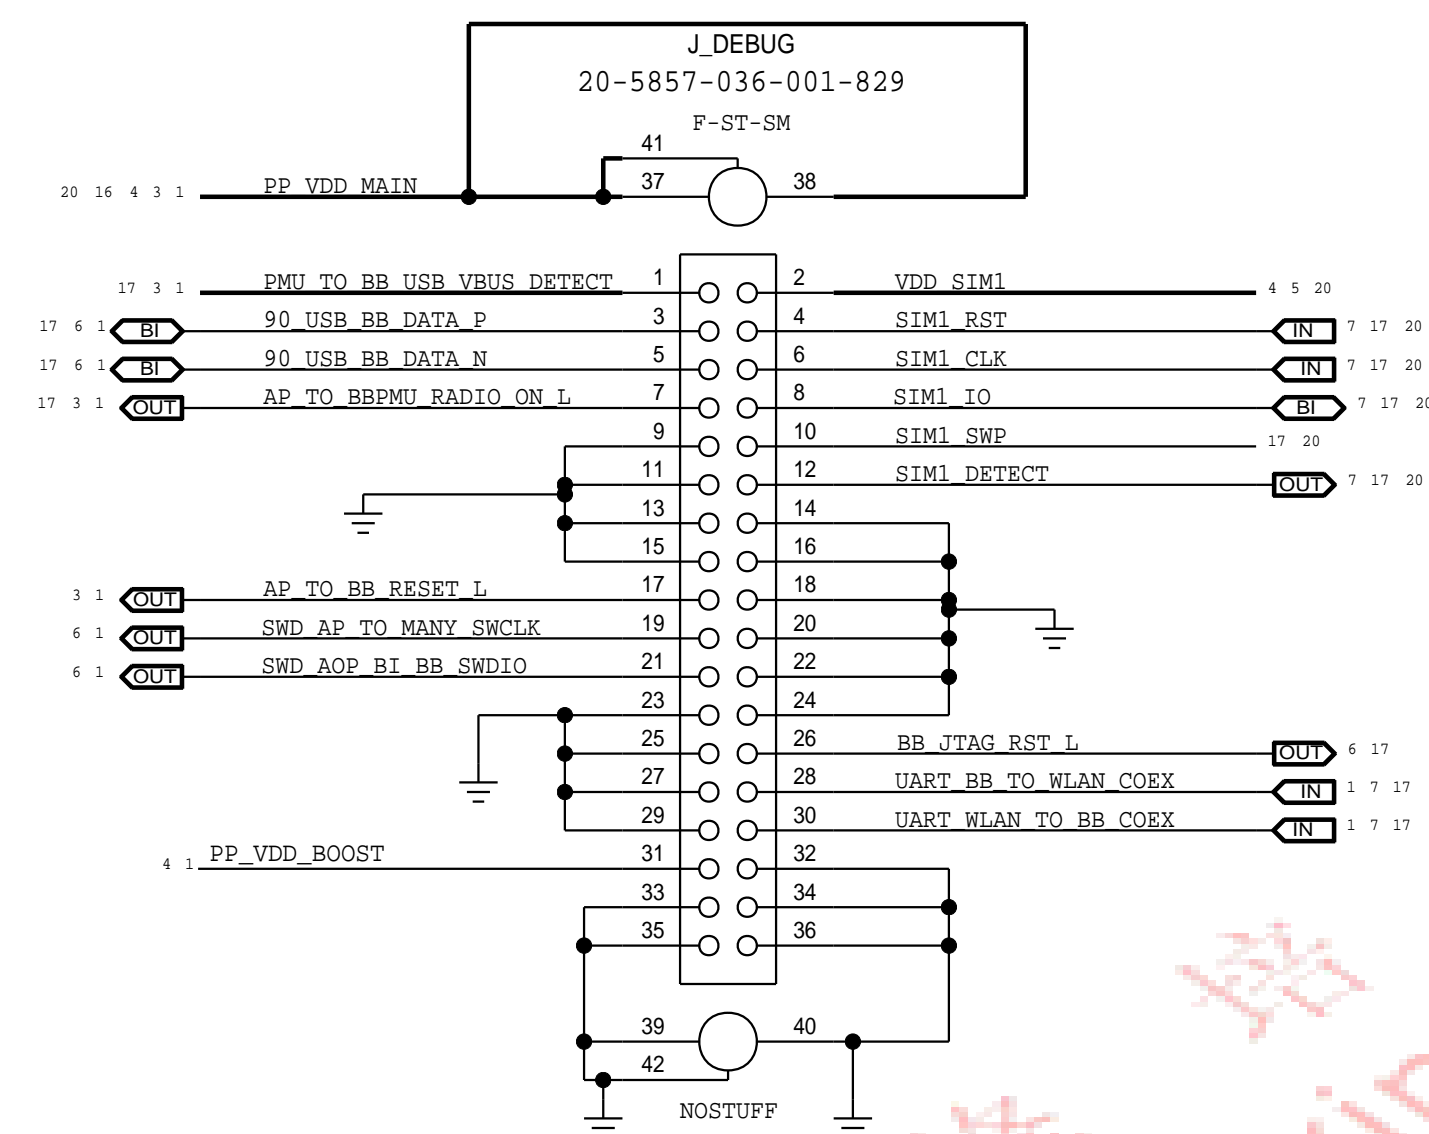 J_DEBUG
20-5857-036-001-829
F-ST-SM
41
20 16 4 3 1 PP_VDD_MAIN 37 38
17 3 1 PMU_TO_BB_USB_VBUS_DETECT 1 2 VDD_SIM1 4 5 20
17 6 1 BI 90_USB_BB_DATA_P 3 4 SIM1_RST IN 7 17 20
17 6 1 BI 90_USB_BB_DATA_N 5 6 SIM1_CLK IN 7 17 20
17 3 1 OUT AP_TO_BBPMU_RADIO_ON_L 7 8 SIM1_IO BI 7 17 20
9 10 SIM1_SWP 17 20
11 12 SIM1_DETECT OUT 7 17 20
13 14
15 16
3 1 OUT AP_TO_BB_RESET_L 17 18
6 1 OUT SWD_AP_TO_MANY_SWCLK 19 20
6 1 OUT SWD_AOP_BI_BB_SWDIO 21 22
23 24
25 26 BB_JTAG_RST_L OUT 6 17
27 28 UART_BB_TO_WLAN_COEX IN 1 7 17
29 30 UART_WLAN_TO_BB_COEX IN 1 7 17
4 1 PP_VDD_BOOST 31 32
33 34
35 36
39 40
42
NOSTUFF